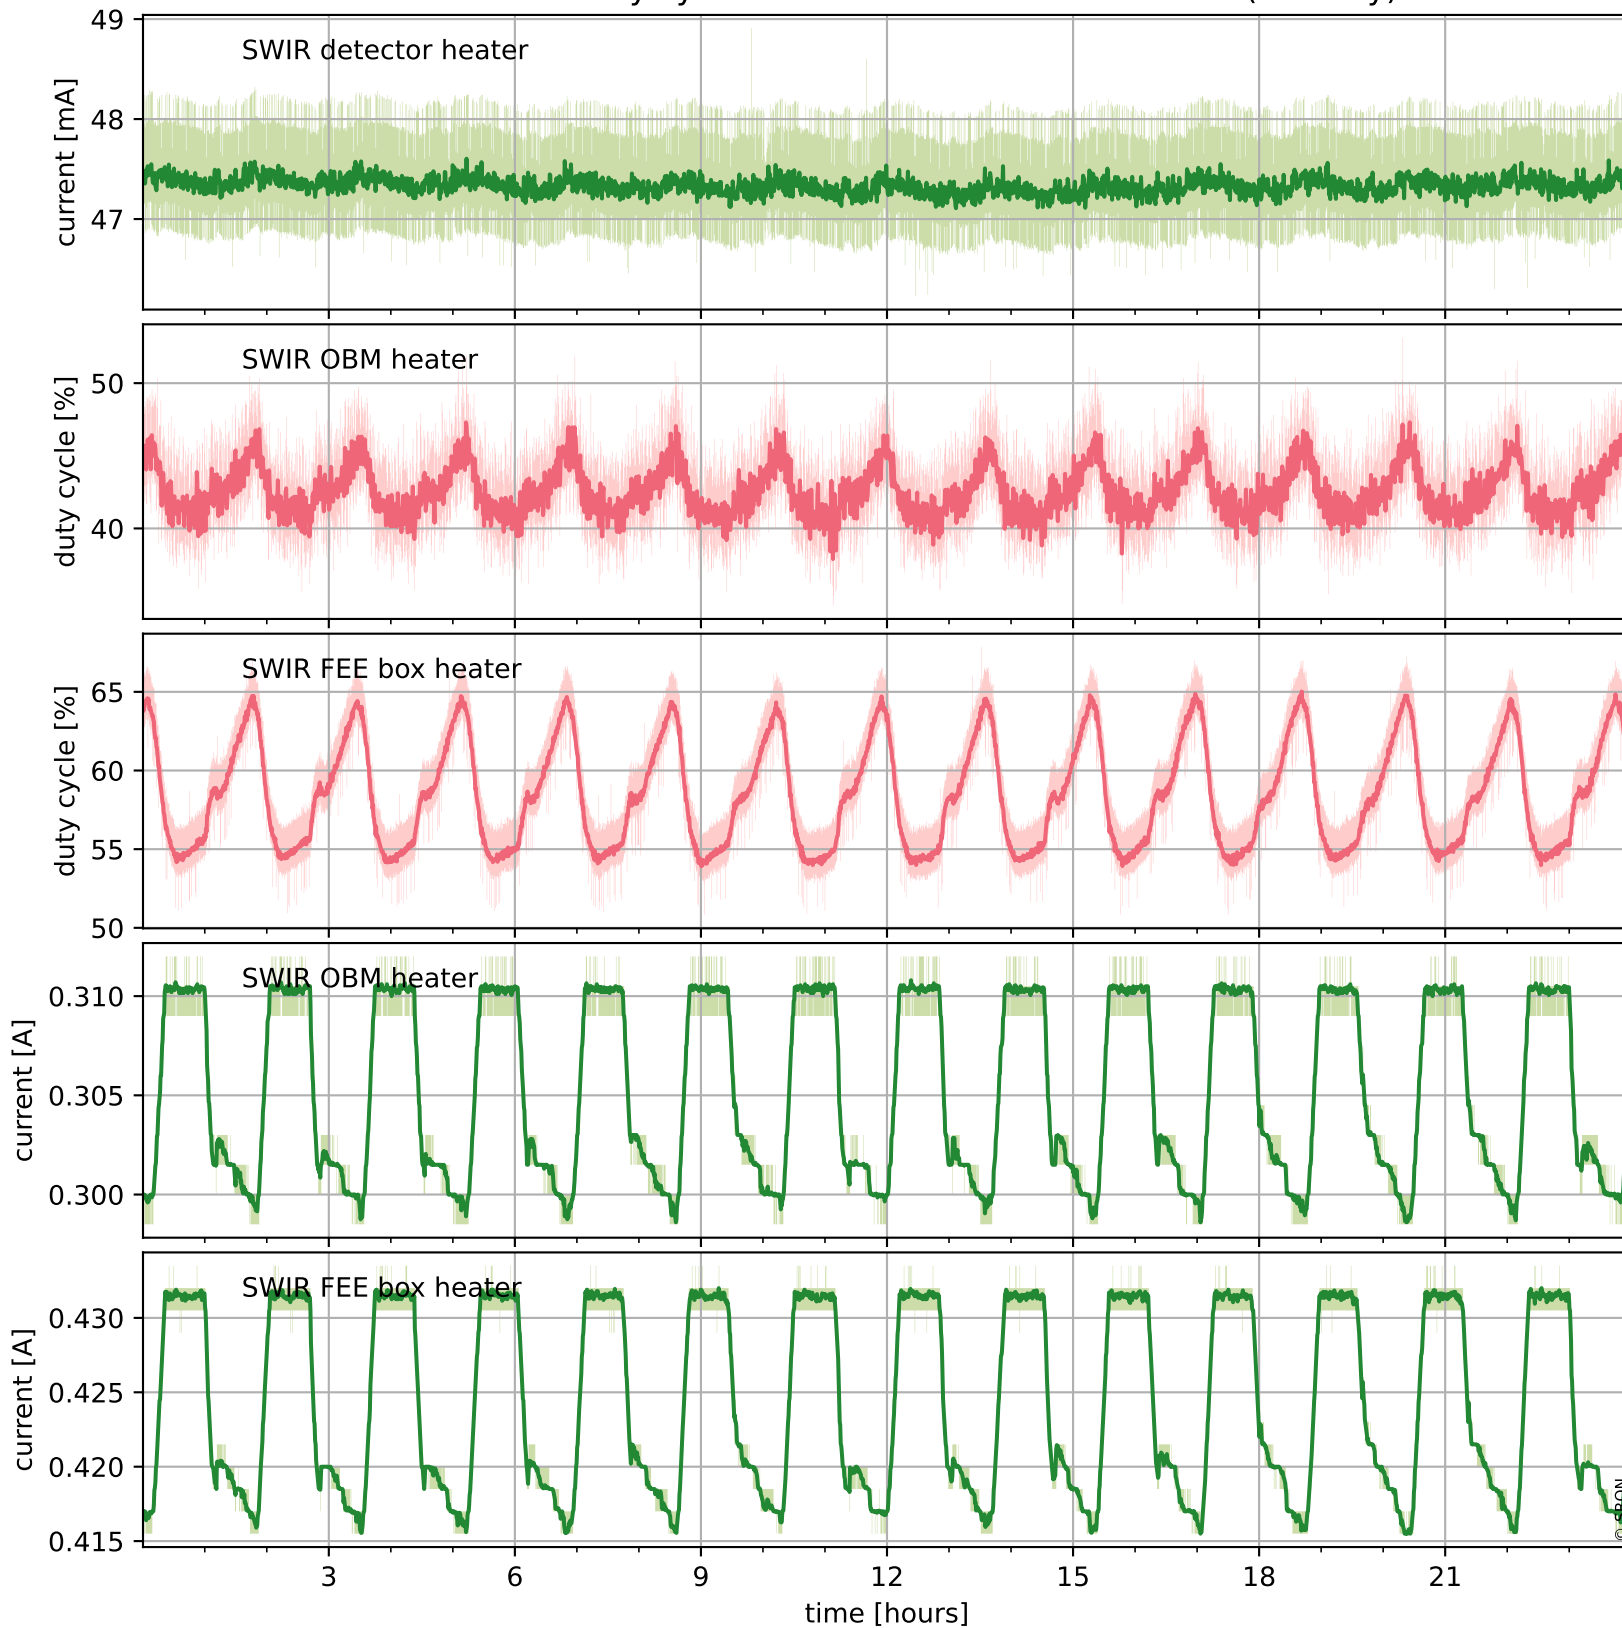 49
SWIR detector heater
48
47
current [mA]
SWIR OBM heater
50
40
duty cycle [%]
SWIR FEE box heater
65
60
55
50
duty cycle [%]
SWIR OBM heater
0.310
0.305
0.300
current [A]
SWIR FEE box heater
0.430
0.425
0.420
0.415
current [A]
3 6 9 12 15 18 21
time [hours]
© SRON